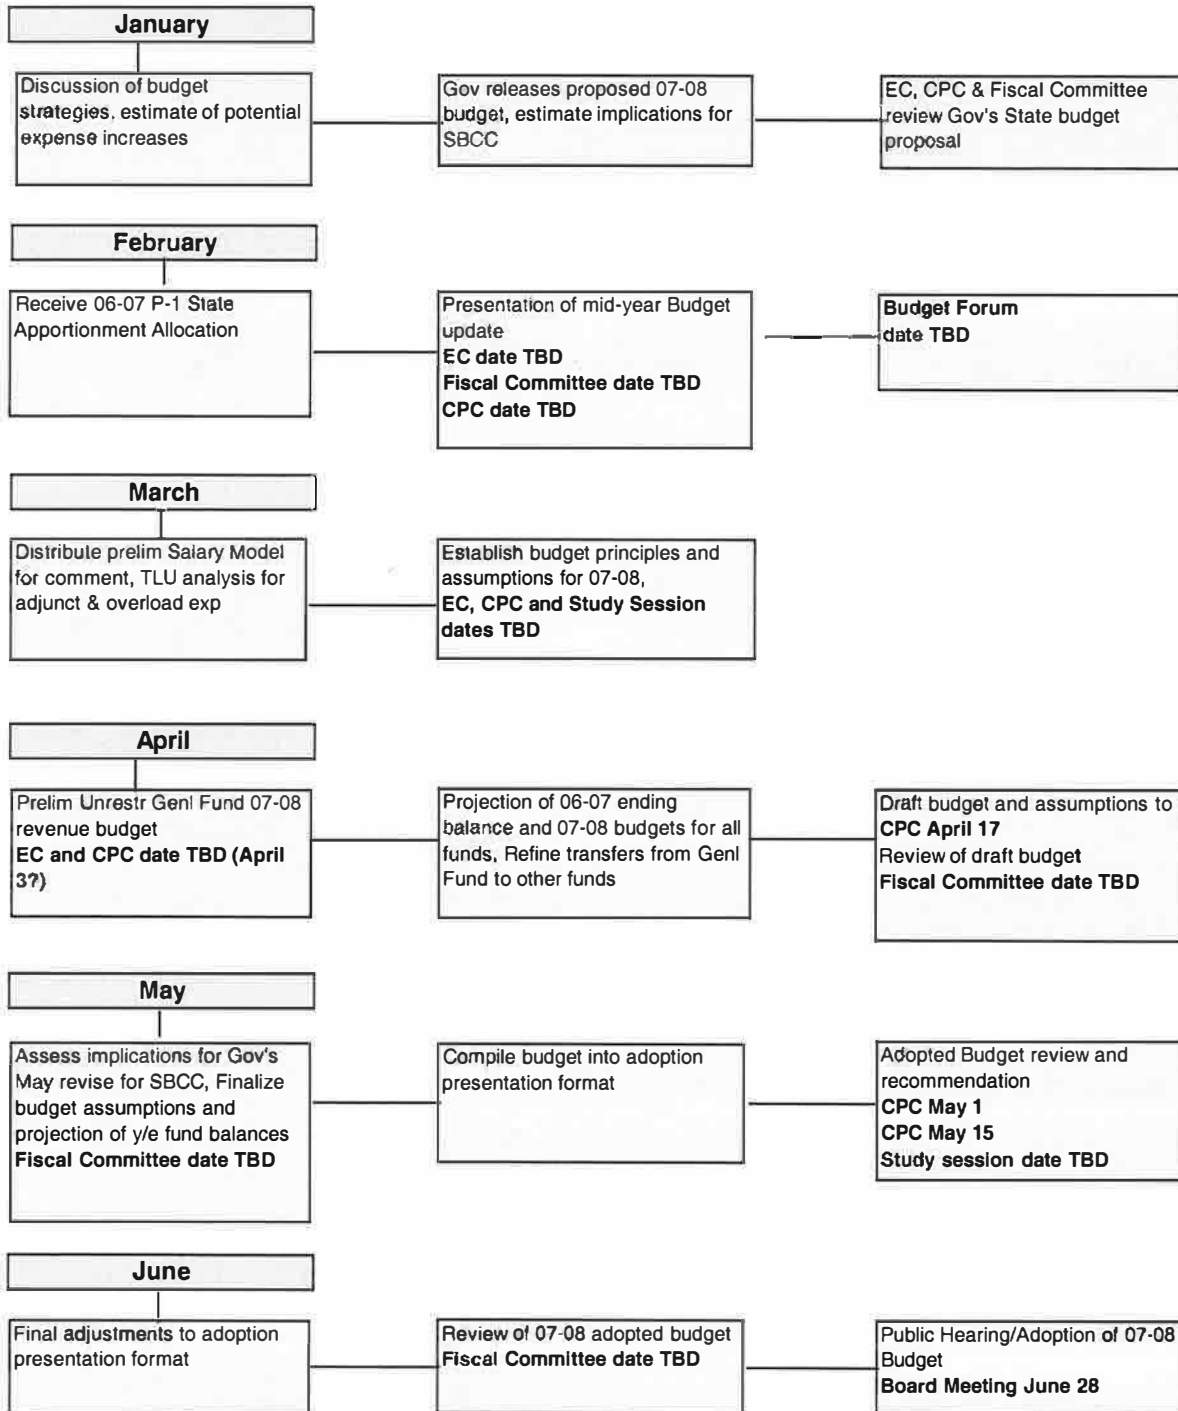 January
Discussion of budget
strategies, estimate of potential
expense increases
Gov releases proposed 07-08
budget, estimate implications for
SBCC
EC, CPC & Fiscal Committee
review Gov's State budget
proposal
February
Receive 06-07 P-1 State
Apportionment Allocation
Presentation of mid-year Budget
update
EC date TBD
Fiscal Committee date TBD
CPC date TBD
Budget Forum
date TBD
March
Distribute prelim Salary Model
for comment, TLU analysis for
adjunct & overload exp
Establish budget principles and
assumptions for 07-08,
EC, CPC and Study Session
dates TBD
April
Prelim Unrestr Genl Fund 07-08
revenue budget
EC and CPC date TBD (April
3?)
Projection of 06-07 ending
balance and 07-08 budgets for all
funds, Refine transfers from Genl
Fund to other funds
Draft budget and assumptions to
CPC April 17
Review of draft budget
Fiscal Committee date TBD
May
Assess implications for Gov's
May revise for SBCC, Finalize
budget assumptions and
projection of y/e fund balances
Fiscal Committee date TBD
Compile budget into adoption
presentation format
Adopted Budget review and
recommendation
CPC May 1
CPC May 15
Study session date TBD
June
Final adjustments to adoption
presentation format
Review of 07-08 adopted budget
Fiscal Committee date TBD
Public Hearing/Adoption of 07-08
Budget
Board Meeting June 28